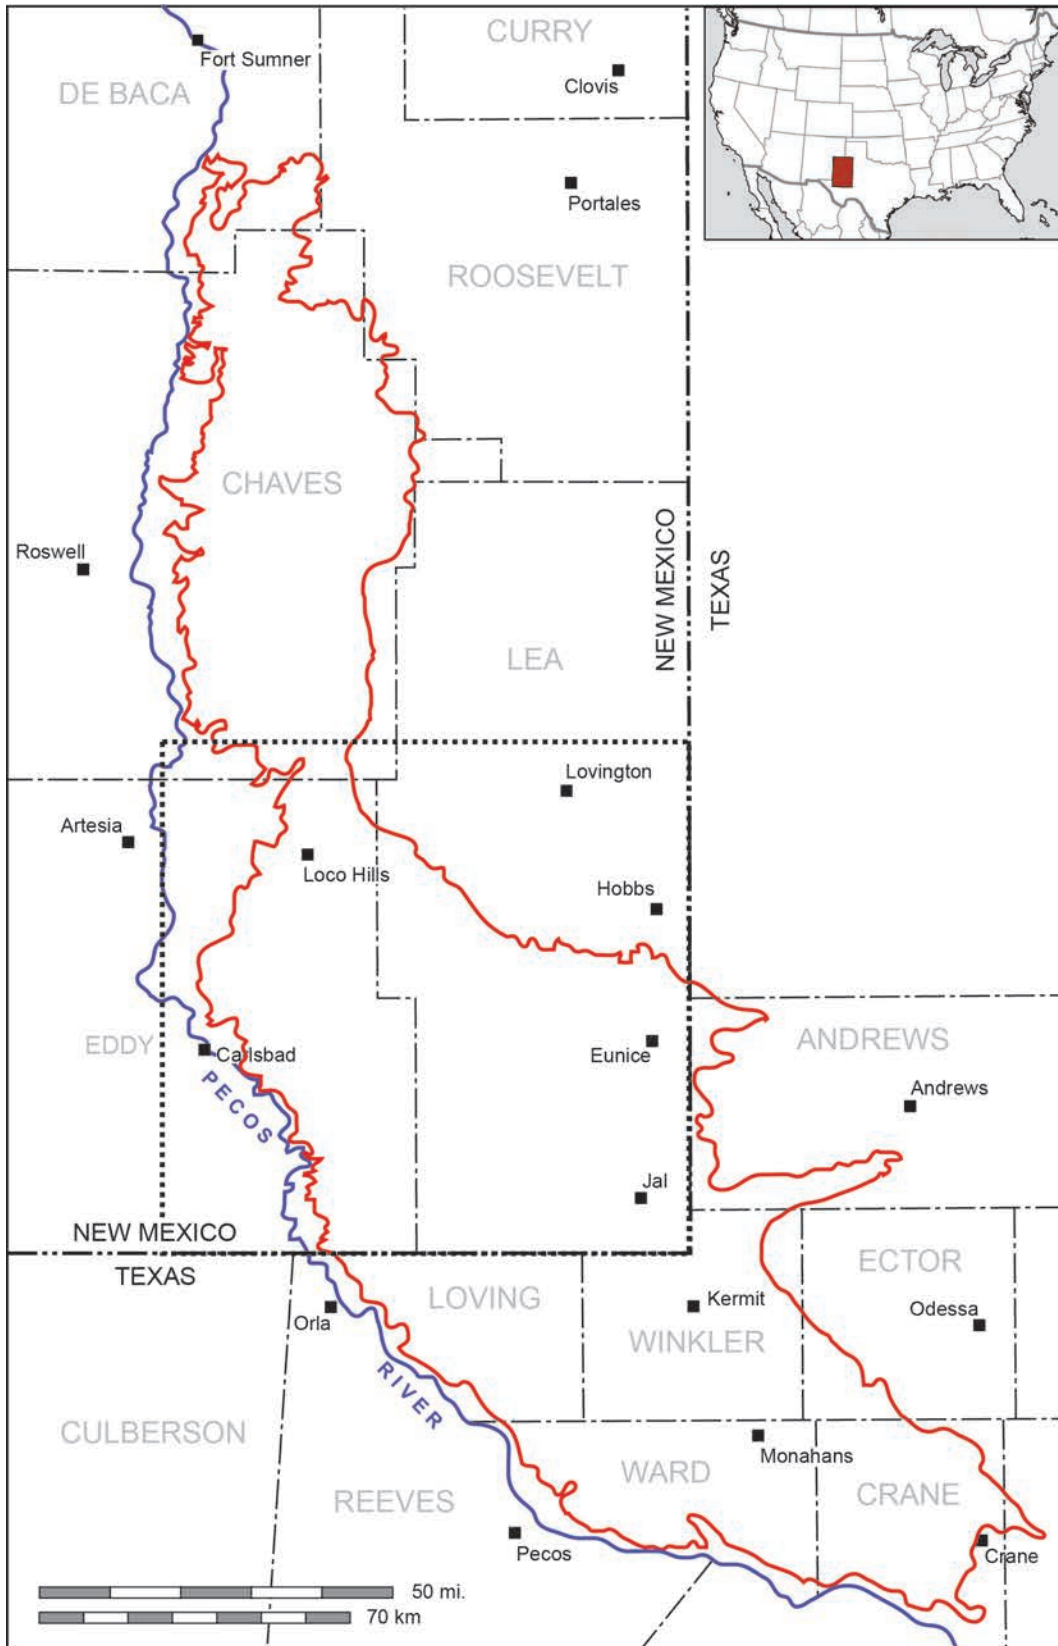 CURRY
Fort Sumner
Clovis
DE BACA
Portales
ROOSEVELT
CHAVES
Roswell
NEW MEXICO
TEXAS
LEA
Lovington
Artesia
Loco Hills
Hobbs
EDDY
Carlsbad
Eunice
ANDREWS
PECOS
Andrews
Jal
NEW MEXICO
TEXAS
ECTOR
LOVING
Kermit
Orla
Odessa
WINKLER
RIVER
CULBERSON
Monahans
WARD
REEVES
CRANE
Pecos
Crane
50 mi.
70 km